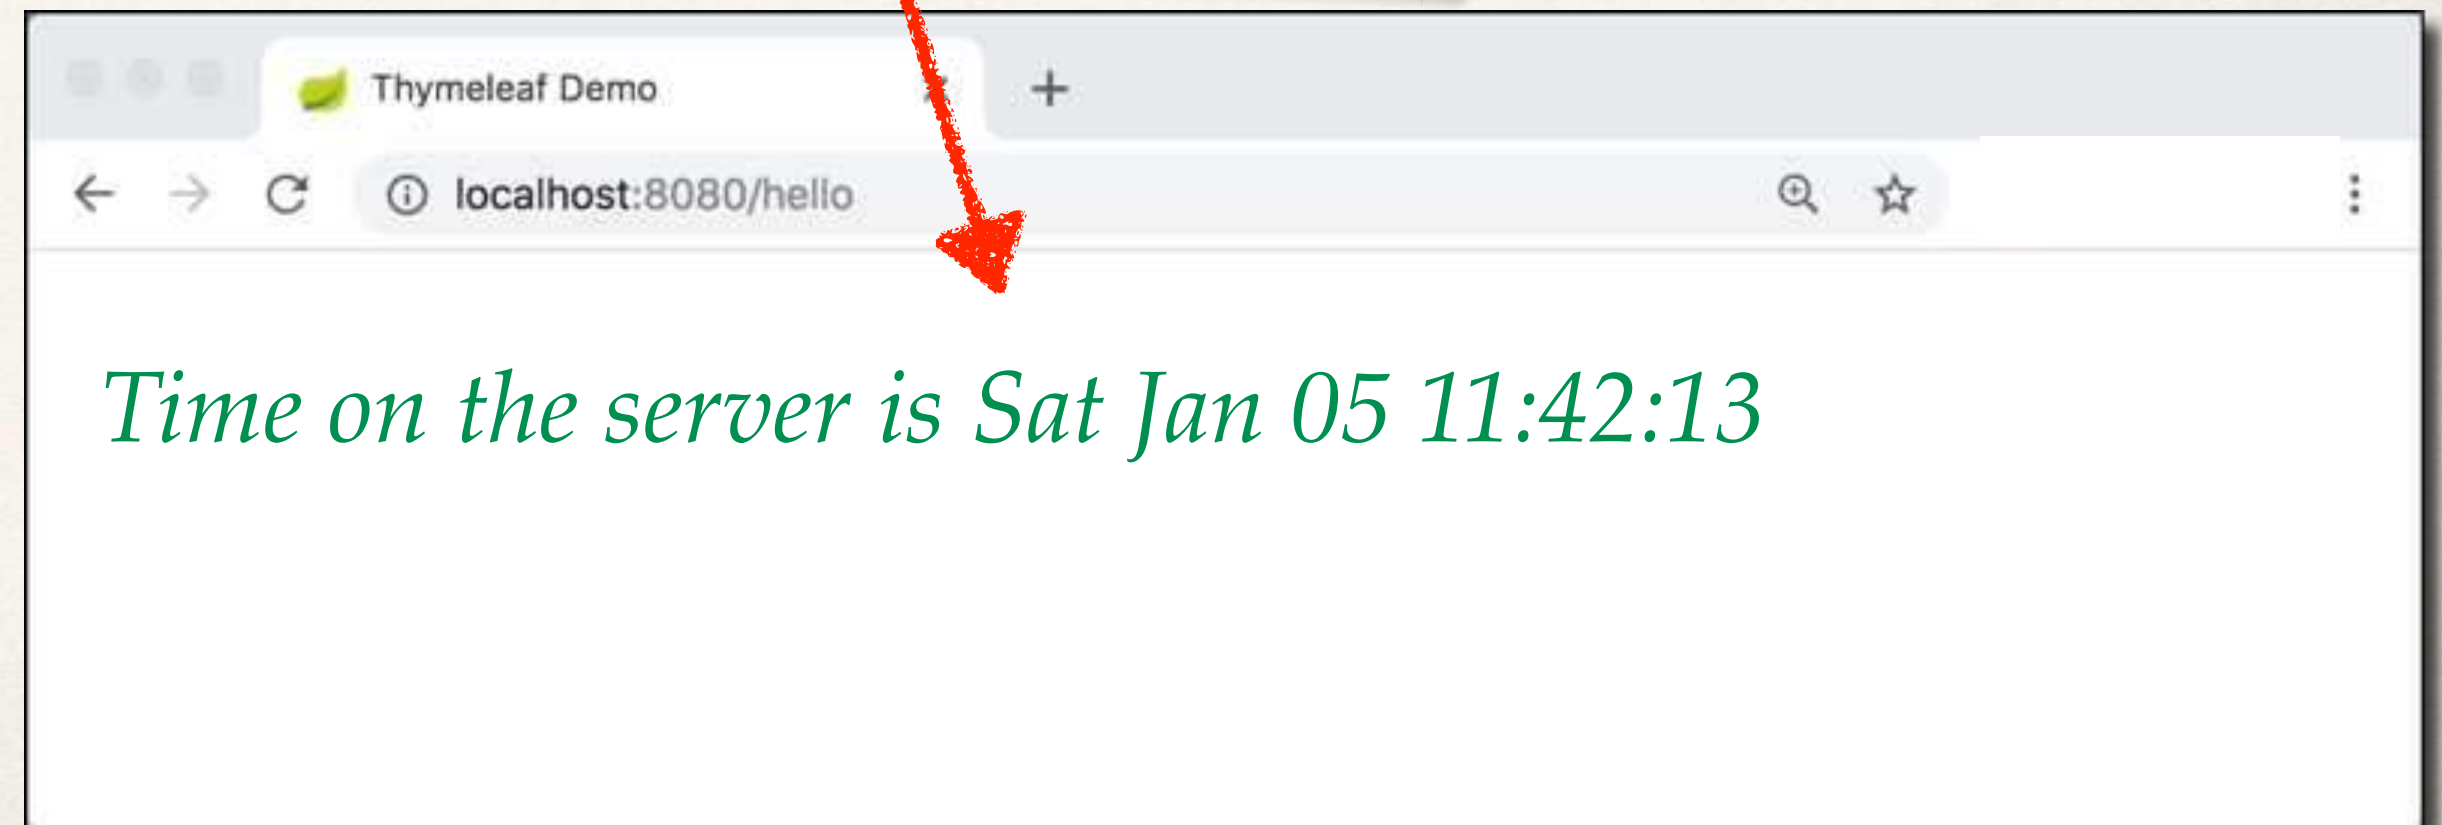 Thymeleaf Demo
localhost:8080/hello
Time on the server is Sat Jan 05 11:42:13